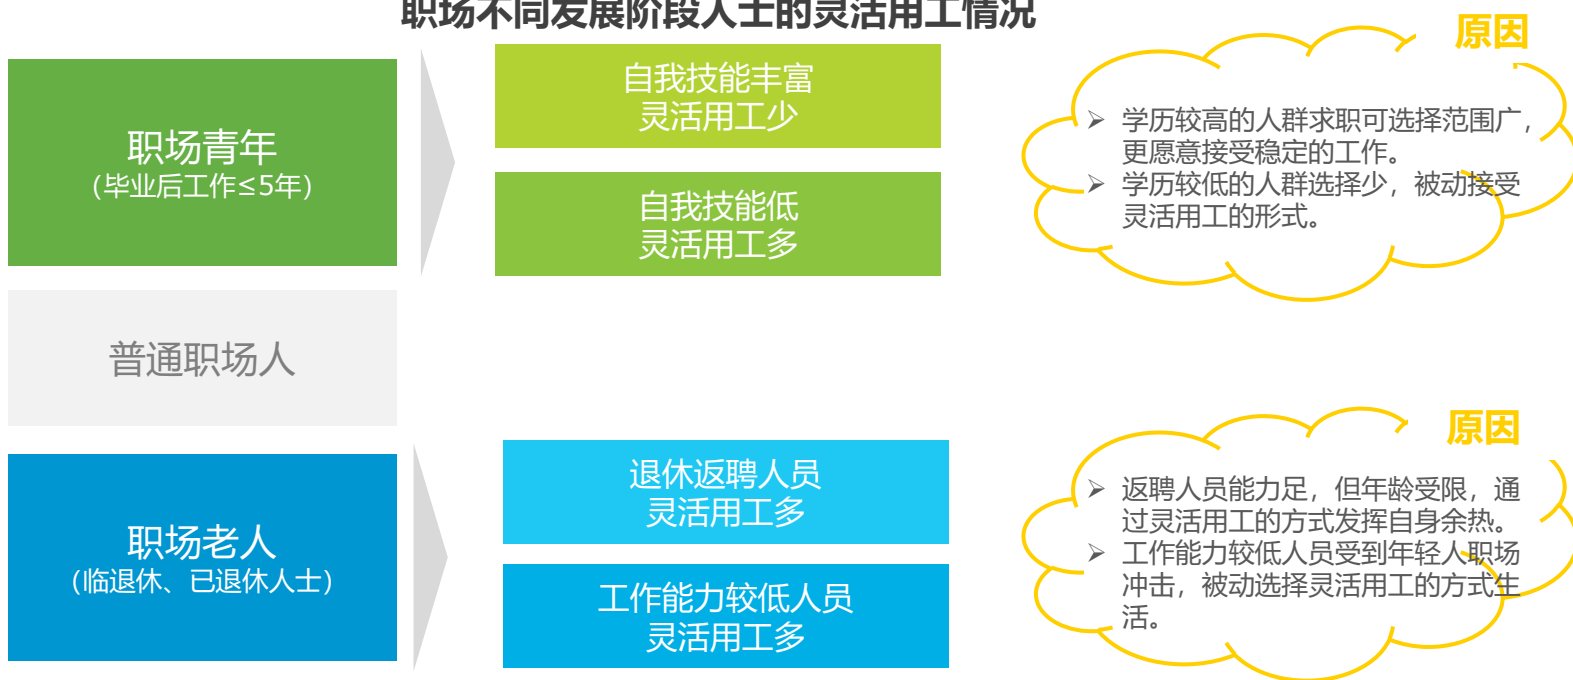 职场不同发展阶段人士的灵活用工情况
职场青年
（毕业后工作≤5年）
自我技能丰富
灵活用工少
自我技能低
灵活用工多
原因
➢ 学历较高的人群求职可选择范围广，
更愿意接受稳定的工作。
➢ 学历较低的人群选择少，被动接受
灵活用工的形式。
普通职场人
职场老人
（临退休、已退休人士）
退休返聘人员
灵活用工多
工作能力较低人员
灵活用工多
原因
➢ 返聘人员能力足，但年龄受限，通
过灵活用工的方式发挥自身余热。
➢ 工作能力较低人员受到年轻人职场
冲击，被动选择灵活用工的方式生
活。